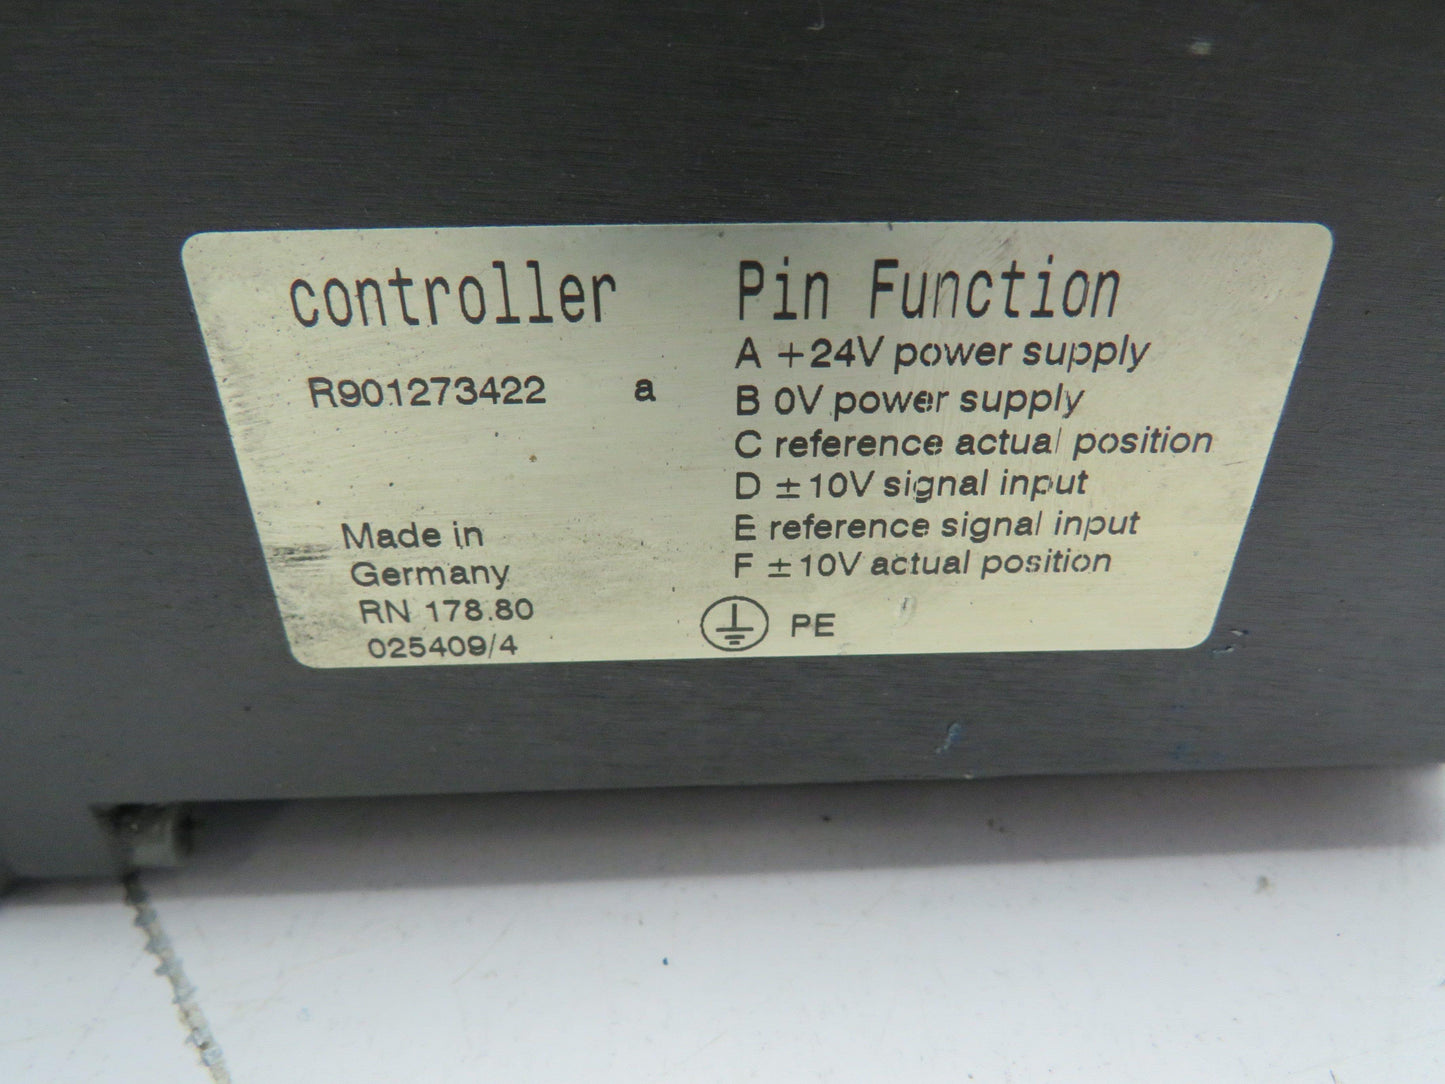 controller
R901273422 a
Made in
Germany
RN 178.80
025409/4
Pin Function
A +24V power supply
B 0V power supply
C reference actual position
D ±10V signal input
E reference signal input
F ±10V actual position
PE